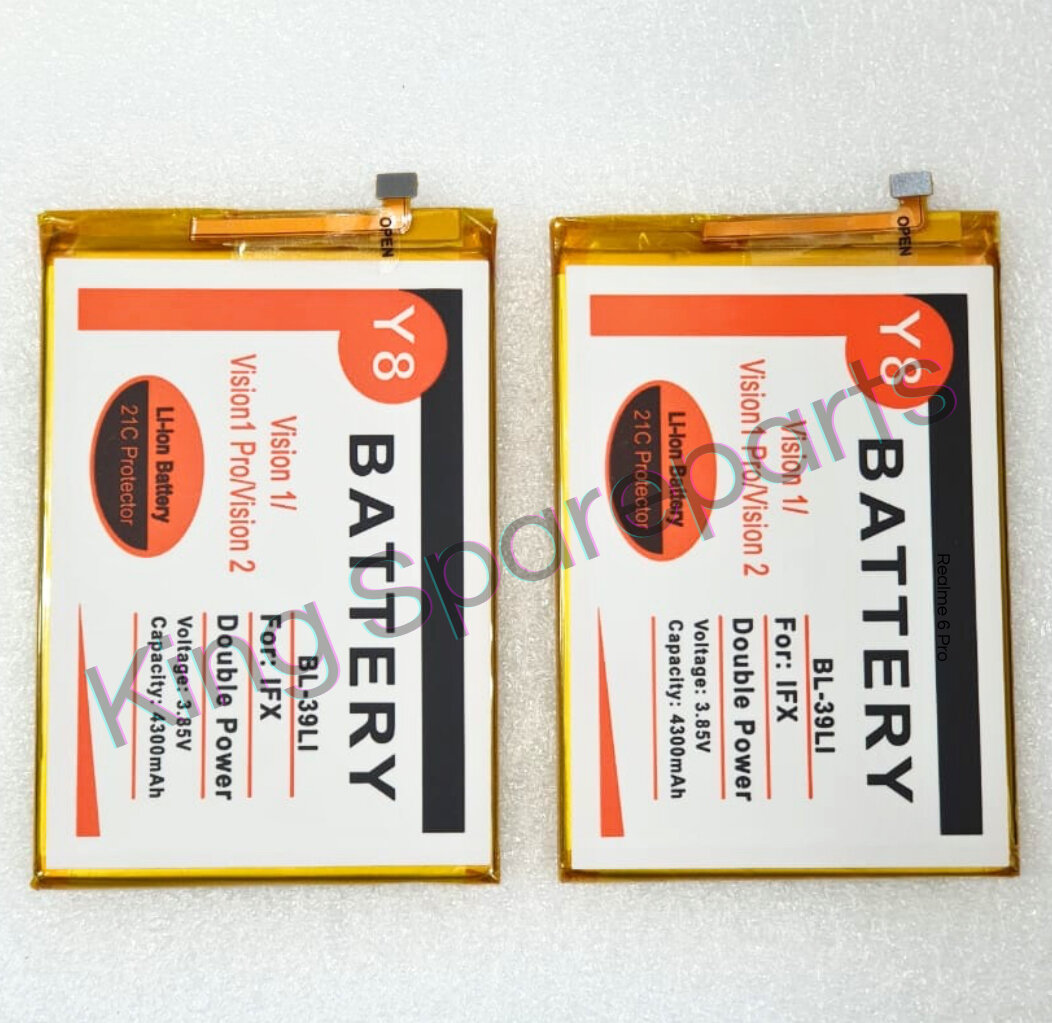 OPEN
Y8
BATTERY
Vision 1/
Vision1 Pro/Vision 2
LI-Ion Battery
21C Protector
BL-39LI
For: IFX
Double Power
Voltage: 3.85V
Capacity: 4300mAh
OPEN
Y8
BATTERY
Vision 1/
Vision1 Pro/Vision 2
LI-Ion Battery
21C Protector
BL-39LI
For: IFX
Double Power
Voltage: 3.85V
Capacity: 4300mAh
Realme 6 Pro
King Spareparts